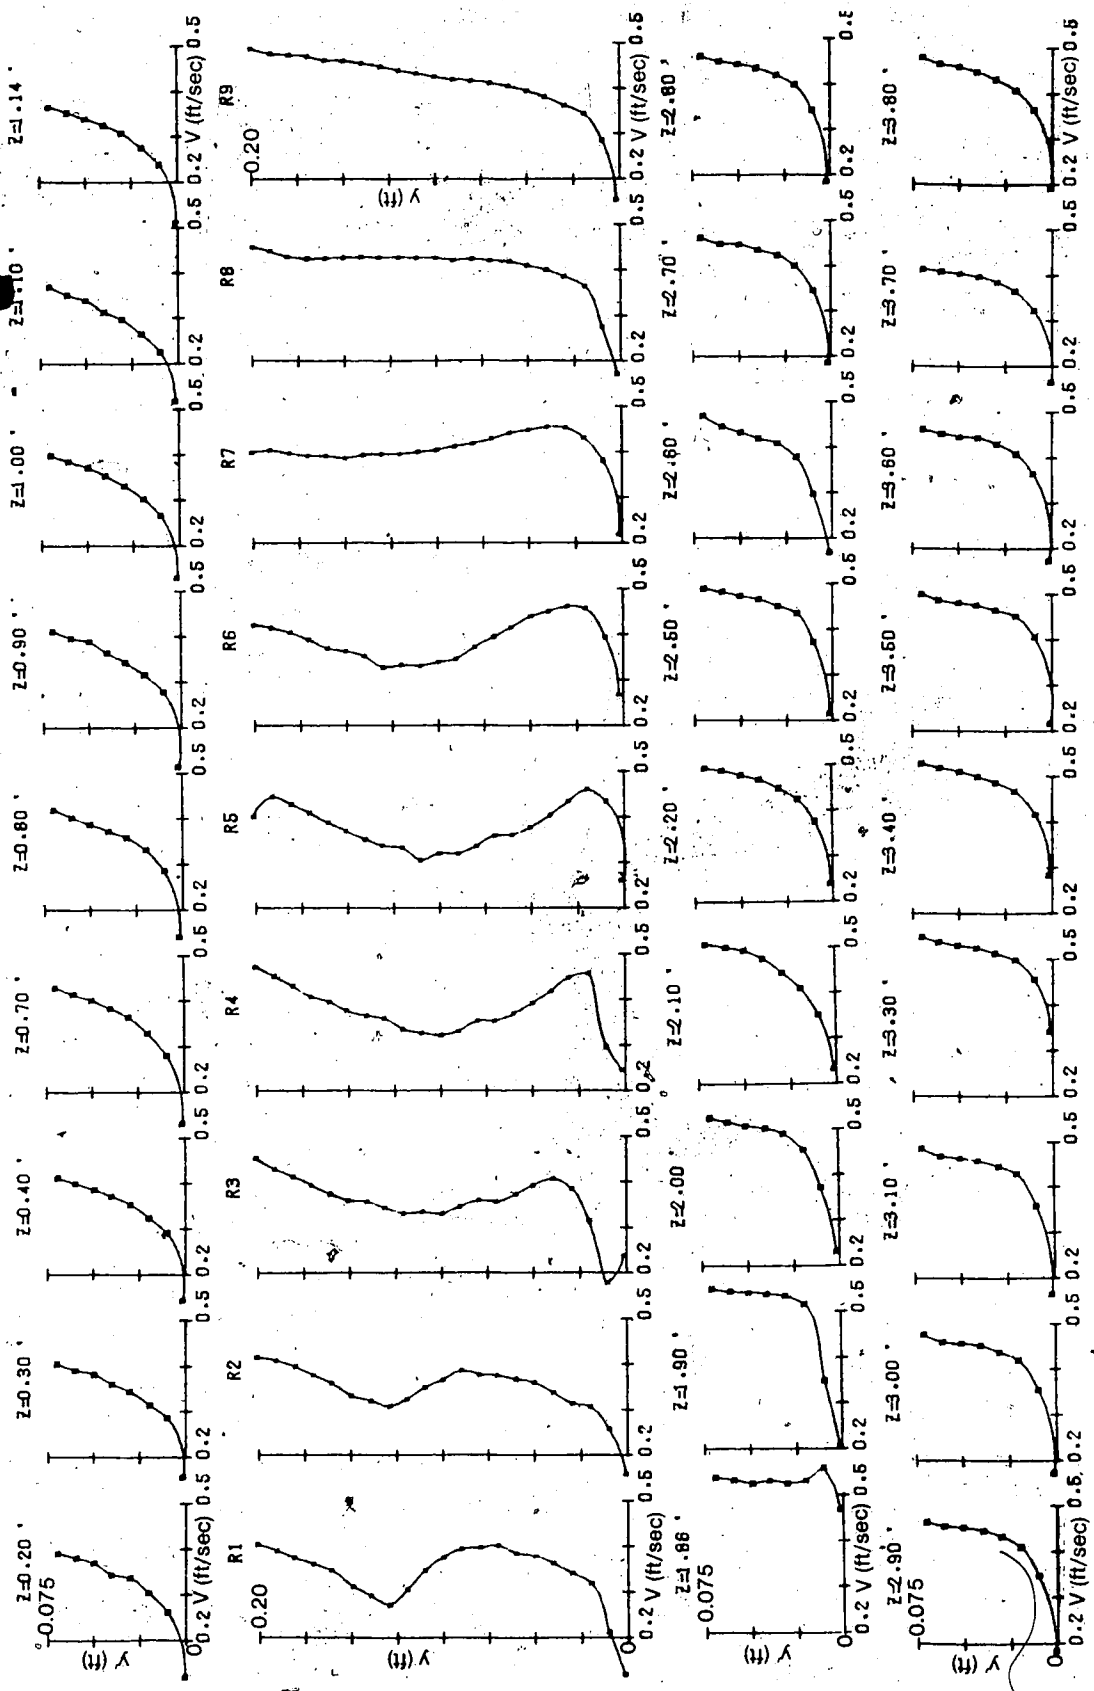 Z=0.20 ' Z=0.30 ' Z=0.40 ' Z=0.70 ' Z=0.80 ' Z=0.90 ' Z=1.00 ' Z=1.10 ' Z=1.14 '
0.075
y (ft)
0.2 V (ft/sec) 0.5 0.2 0.5 0.2 0.5 0.2 0.5 0.2 0.5 0.2 0.5 0.2 0.5 0.2 0.5 0.2 V (ft/sec) 0.5
R1 R2 R3 R4 R5 R6 R7 R8 R9
0.20 0.20
y (ft) y (ft)
0
0.2 V (ft/sec) 0.5 0.2 0.5 0.2 0.5 0.2 0.5 0.2 0.5 0.2 0.5 0.2 0.5 0.2 0.5 0.2 V (ft/sec) 0.5
Z=1.86 ' Z=1.90 ' Z=2.00 ' Z=2.10 ' Z=2.20 ' Z=2.50 ' Z=2.60 ' Z=2.70 ' Z=2.80 '
0.075
0
0.2 V (ft/sec) 0.5 0.2 0.5 0.2 0.5 0.2 0.5 0.2 0.5 0.2 0.5 0.2 0.5 0.2 0.5 0.2 0.5
Z=2.90 ' Z=3.00 ' Z=3.10 ' Z=3.30 ' Z=3.40 ' Z=3.50 ' Z=3.60 ' Z=3.70 ' Z=3.80 '
0.075
y (ft)
0
0.2 V (ft/sec) 0.5 0.2 0.5 0.2 0.5 0.2 0.5 0.2 0.5 0.2 0.5 0.2 0.5 0.2 0.5 0.2 V (ft/sec) 0.5